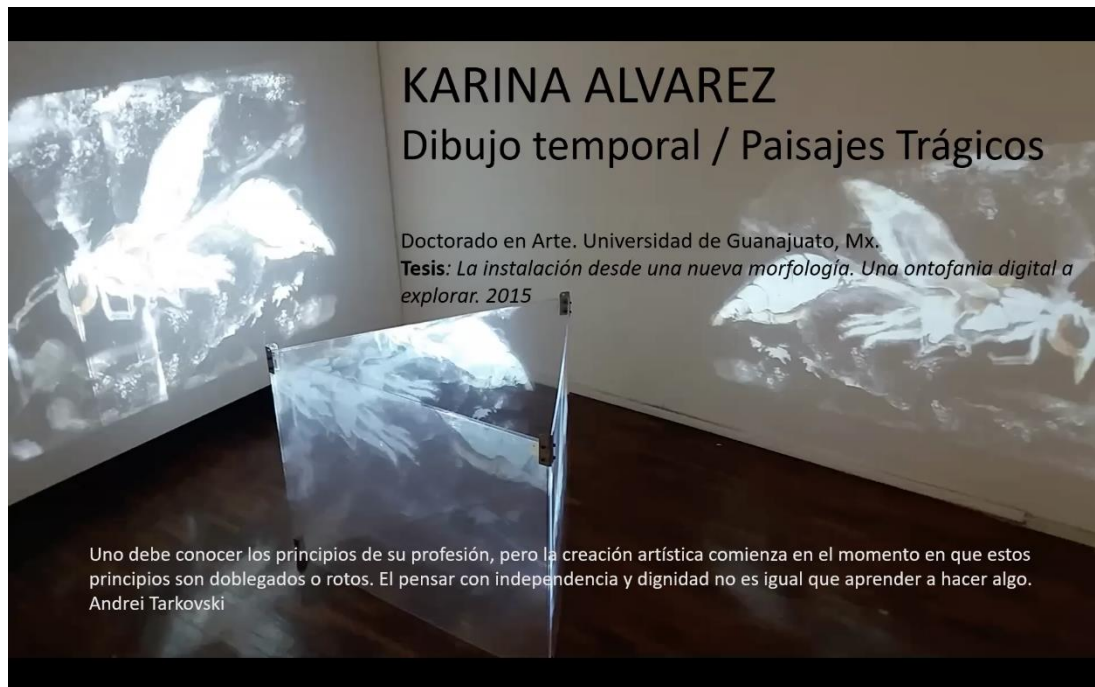 KARINA ALVAREZ
Dibujo temporal / Paisajes Trágicos
Doctorado en Arte. Universidad de Guanajuato, Mx.
Tesis: La instalación desde una nueva morfología. Una ontofania digital a
explorar. 2015
Uno debe conocer los principios de su profesión, pero la creación artística comienza en el momento en que estos
principios son doblegados o rotos. El pensar con independencia y dignidad no es igual que aprender a hacer algo.
Andrei Tarkovski